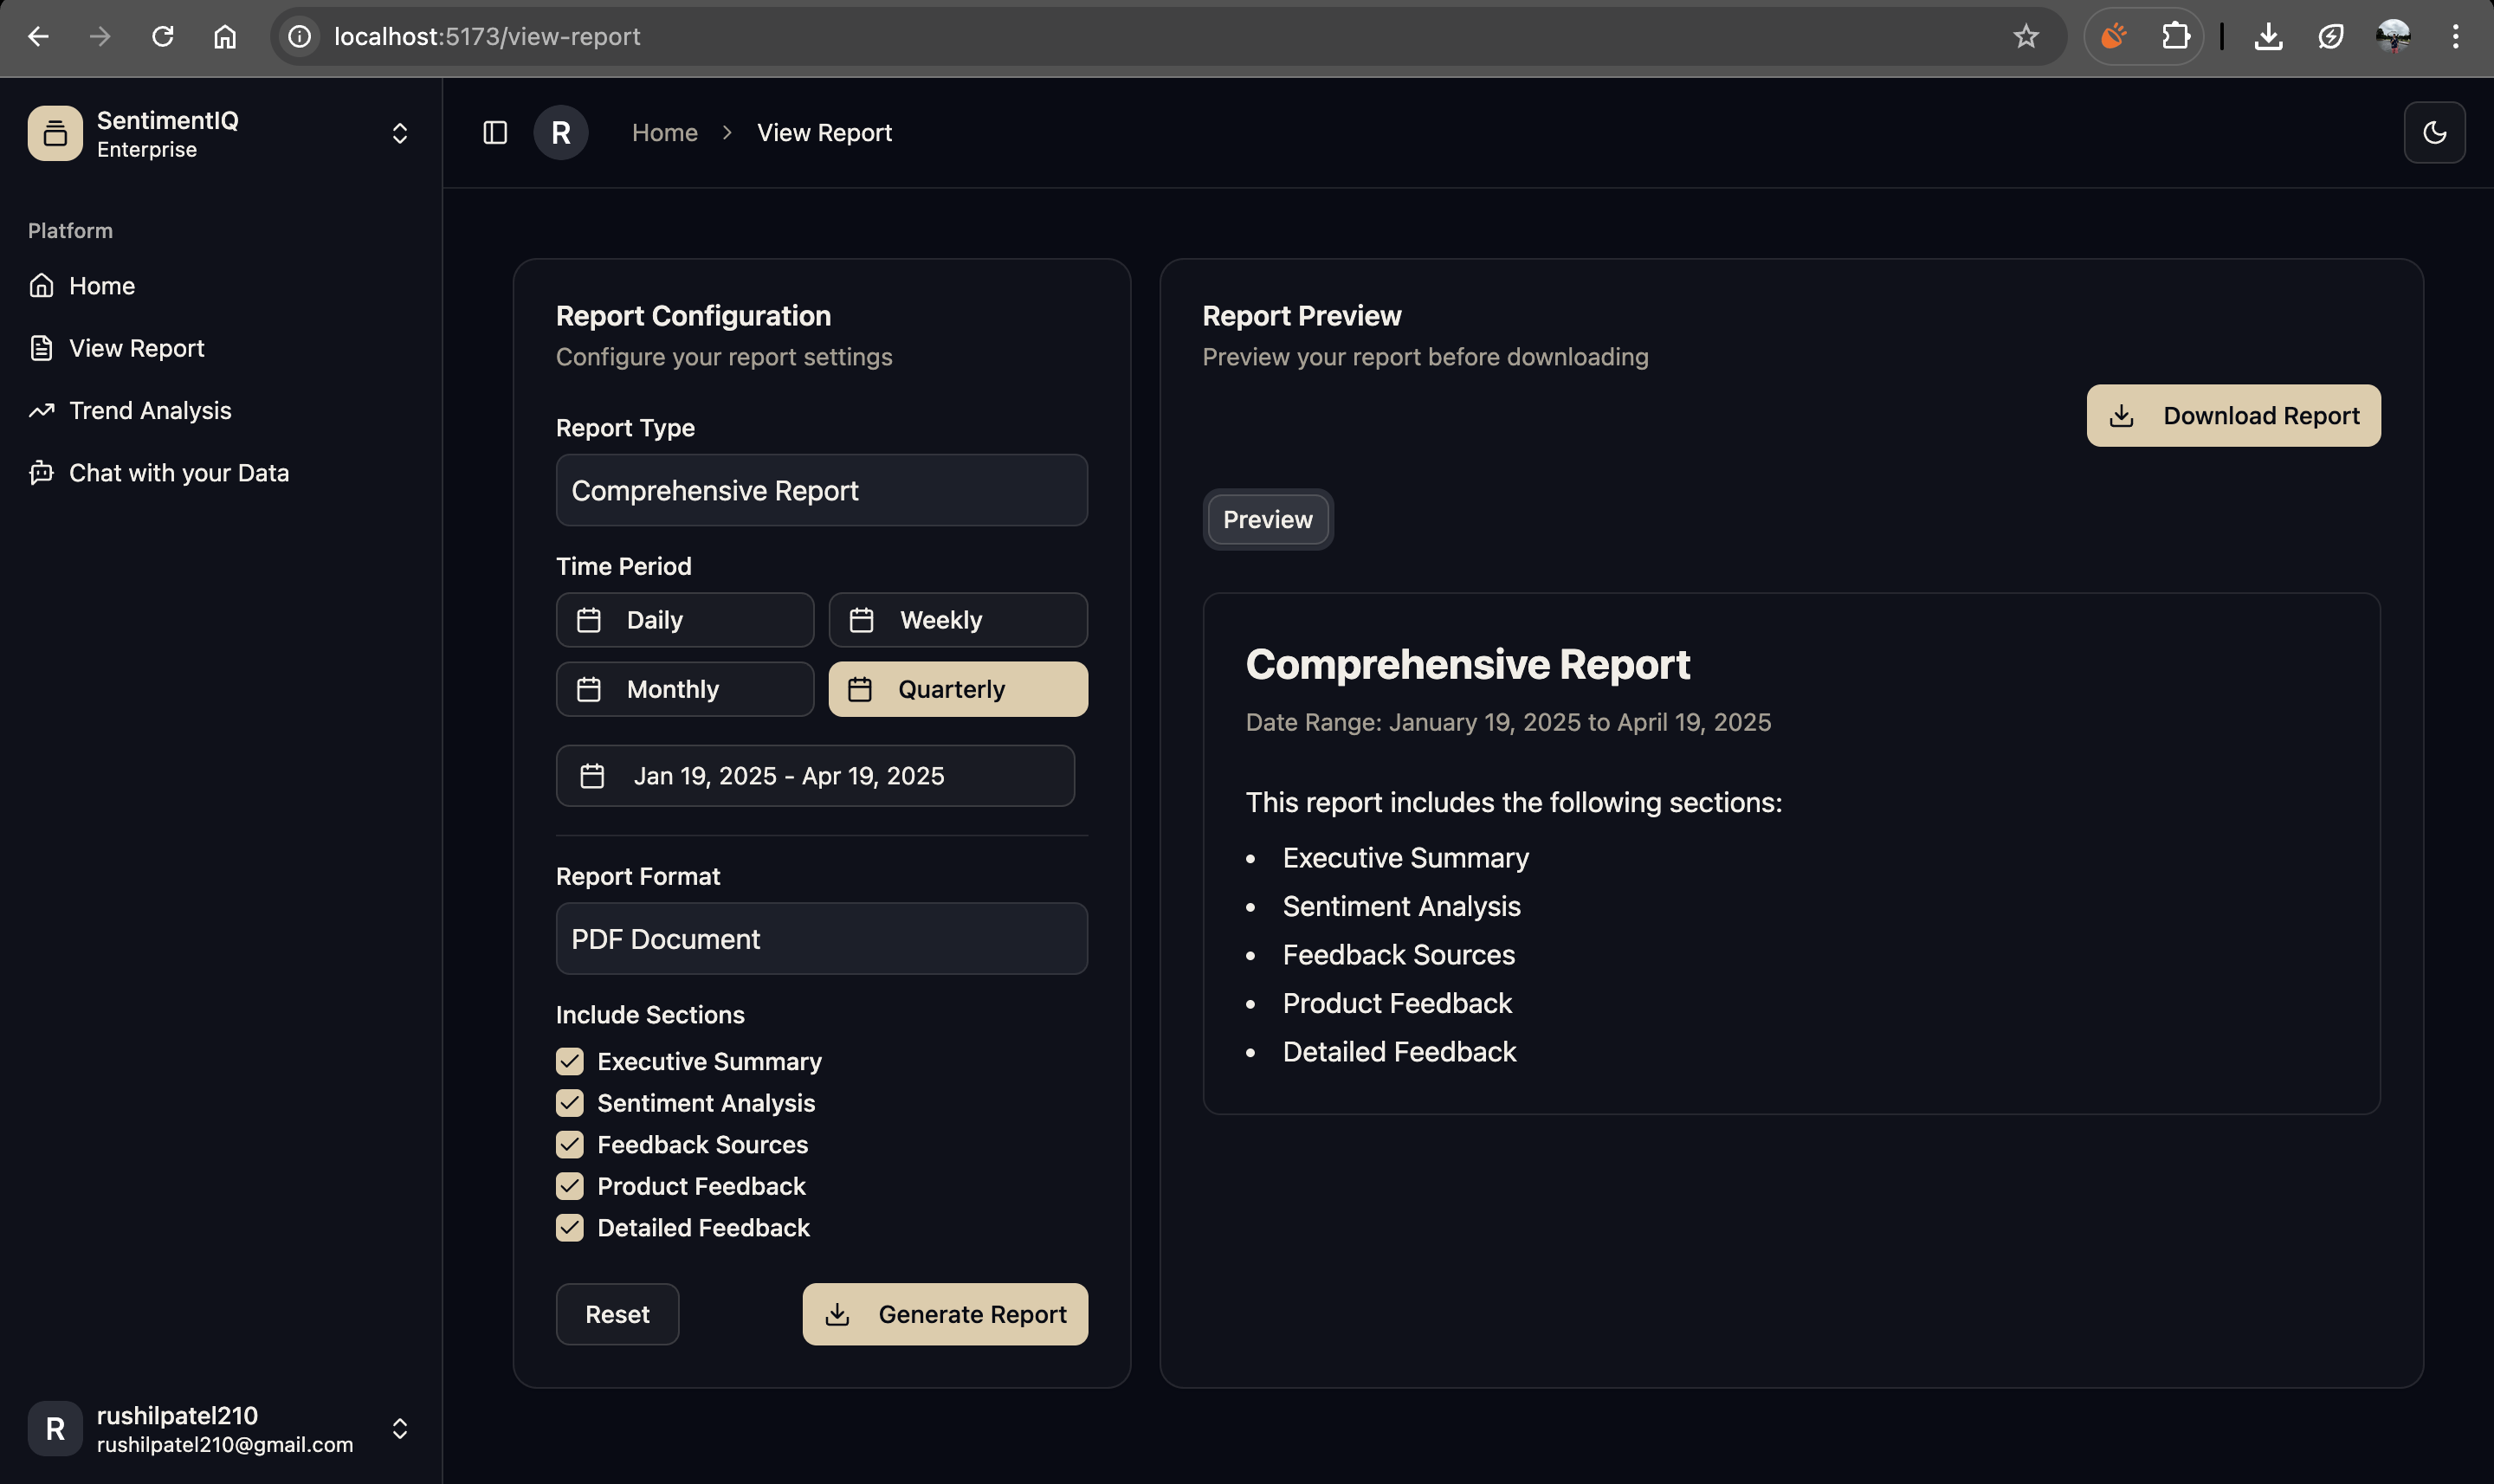 localhost:5173/view-report
SentimentIQ
Enterprise
Platform
Home
View Report
Trend Analysis
Chat with your Data
R
rushilpatel210
rushilpatel210@gmail.com
R
Home > View Report
Report Configuration
Configure your report settings
Report Type
Comprehensive Report
Time Period
Daily
Weekly
Monthly
Quarterly
Jan 19, 2025 - Apr 19, 2025
Report Format
PDF Document
Include Sections
Executive Summary
Sentiment Analysis
Feedback Sources
Product Feedback
Detailed Feedback
Reset
Generate Report
Report Preview
Preview your report before downloading
Download Report
Preview
Comprehensive Report
Date Range: January 19, 2025 to April 19, 2025
This report includes the following sections:
• Executive Summary
• Sentiment Analysis
• Feedback Sources
• Product Feedback
• Detailed Feedback